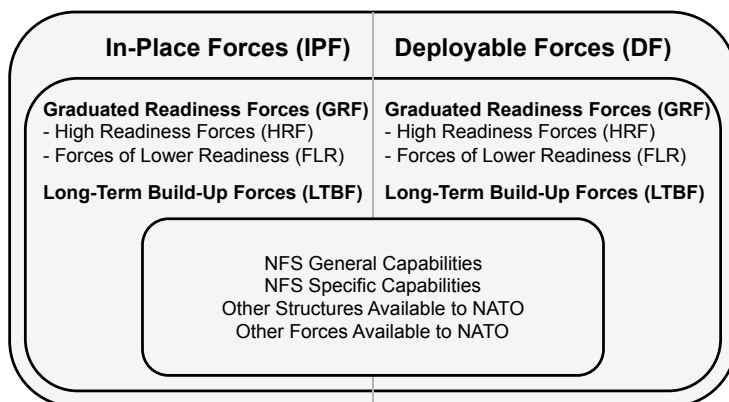 In-Place Forces (IPF)
Deployable Forces (DF)
Graduated Readiness Forces (GRF)
- High Readiness Forces (HRF)
- Forces of Lower Readiness (FLR)
Long-Term Build-Up Forces (LTBF)
Graduated Readiness Forces (GRF)
- High Readiness Forces (HRF)
- Forces of Lower Readiness (FLR)
Long-Term Build-Up Forces (LTBF)
NFS General Capabilities
NFS Specific Capabilities
Other Structures Available to NATO
Other Forces Available to NATO